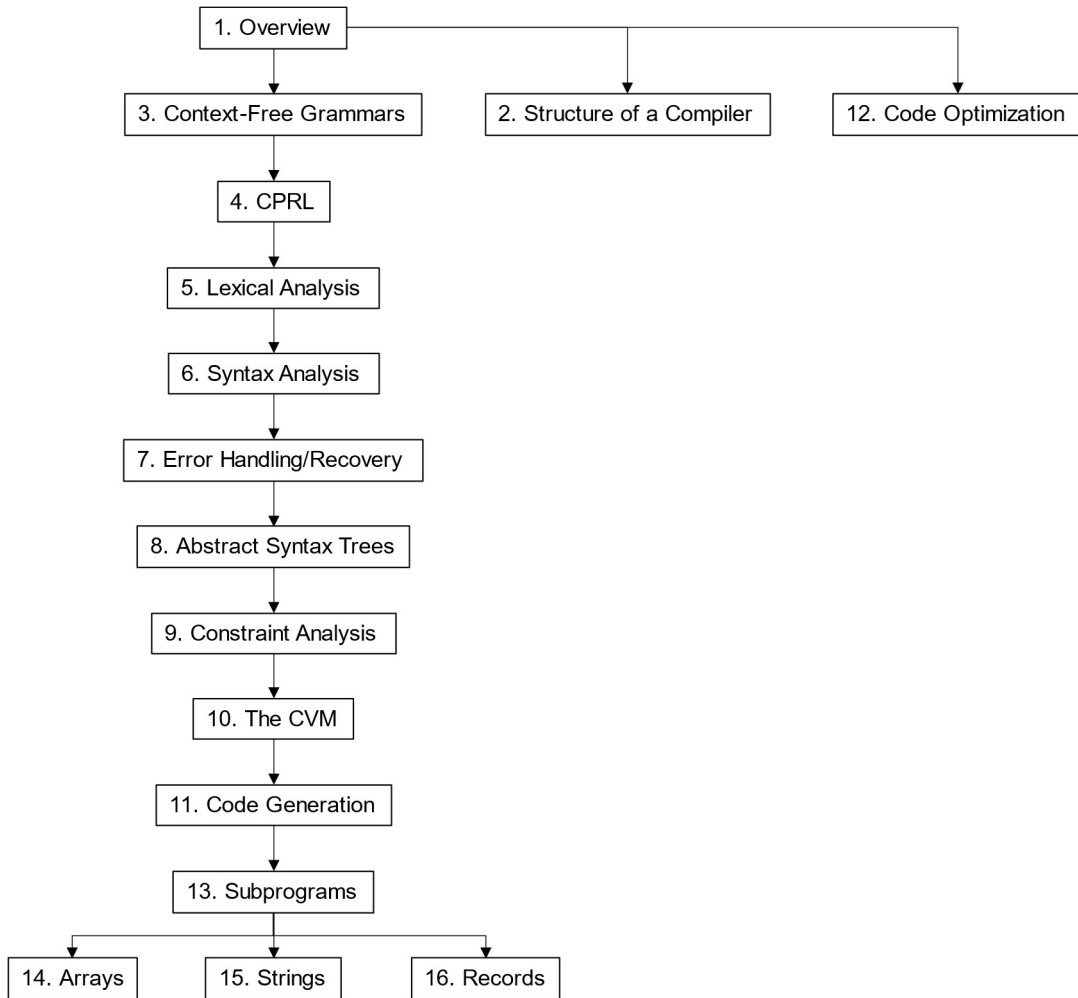 1. Overview
3. Context-Free Grammars
2. Structure of a Compiler
12. Code Optimization
4. CPRL
5. Lexical Analysis
6. Syntax Analysis
7. Error Handling/Recovery
8. Abstract Syntax Trees
9. Constraint Analysis
10. The CVM
11. Code Generation
13. Subprograms
14. Arrays
15. Strings
16. Records